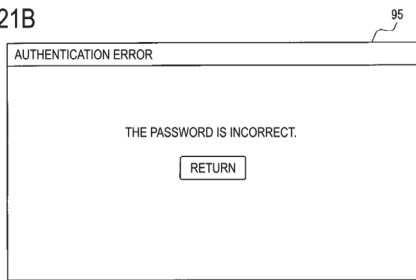 21B
95
AUTHENTICATION ERROR
THE PASSWORD IS INCORRECT.
RETURN